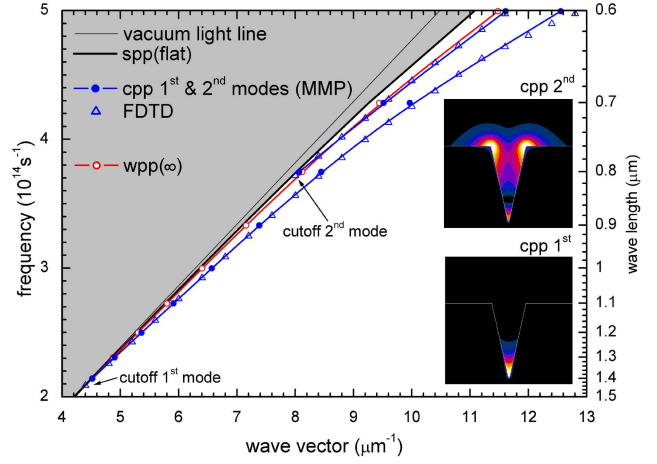 vacuum light line
spp(flat)
cpp 1st & 2nd modes (MMP)
FDTD
wpp(∞)
cutoff 2nd mode
cutoff 1st mode
cpp 2nd
cpp 1st
frequency (10¹⁴s⁻¹)
5
4
3
2
4 5 6 7 8 9 10 11 12 13
wave vector (μm⁻¹)
0.6
0.7
0.8
0.9
1
1.1
1.2
1.3
1.4
1.5
wave length (μm)